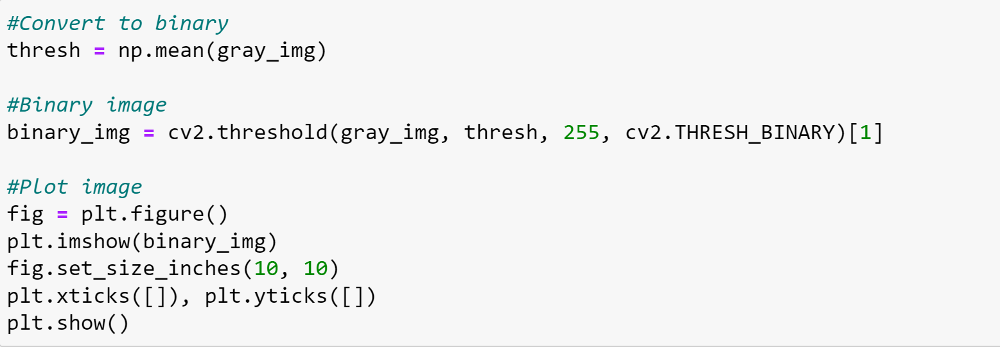 #Convert to binary
thresh = np.mean(gray_img)
#Binary image
binary_img = cv2.threshold(gray_img, thresh, 255, cv2.THRESH_BINARY)[1]
#Plot image
fig = plt.figure()
plt.imshow(binary_img)
fig.set_size_inches(10, 10)
plt.xticks([]), plt.yticks([])
plt.show()